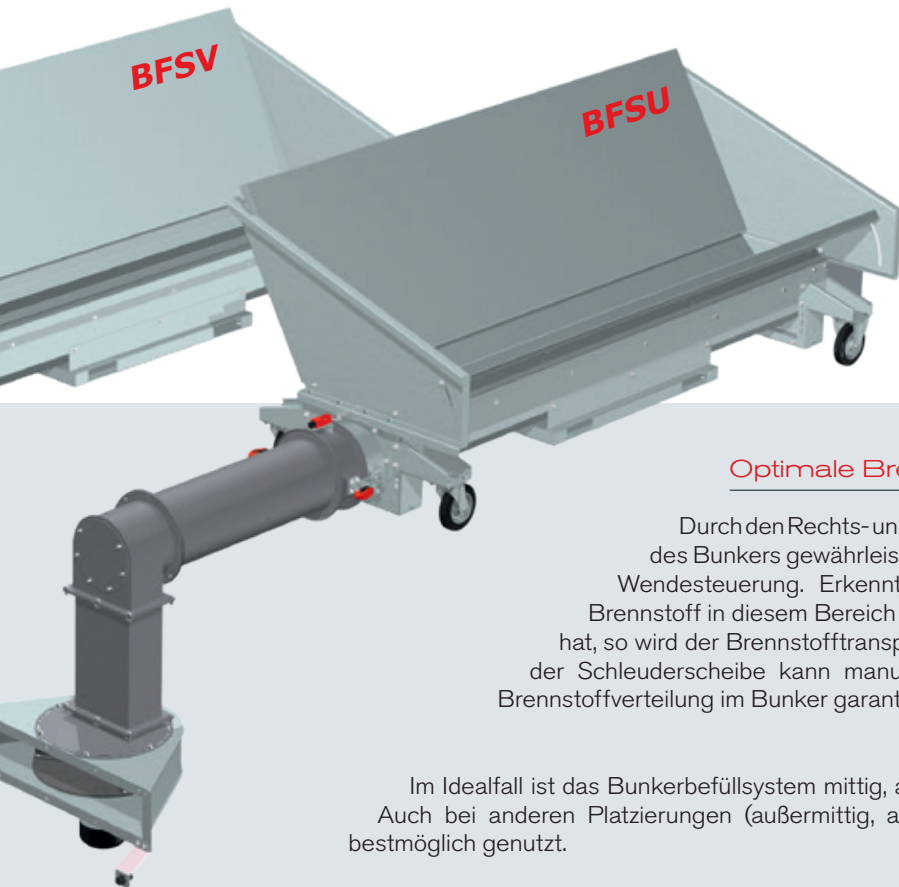 BFSV
BFSU
Optimale Bre
Durch den Rechts- un
des Bunkers gewährleis
Wendesteuerung. Erkennt
Brennstoff in diesem Bereich
hat, so wird der Brennstofftransp
der Schleuderscheibe kann manu
Brennstoffverteilung im Bunker garant
Im Idealfall ist das Bunkerbefüllsystem mittig, a
Auch bei anderen Platzierungen (außermittig, a
bestmöglich genutzt.